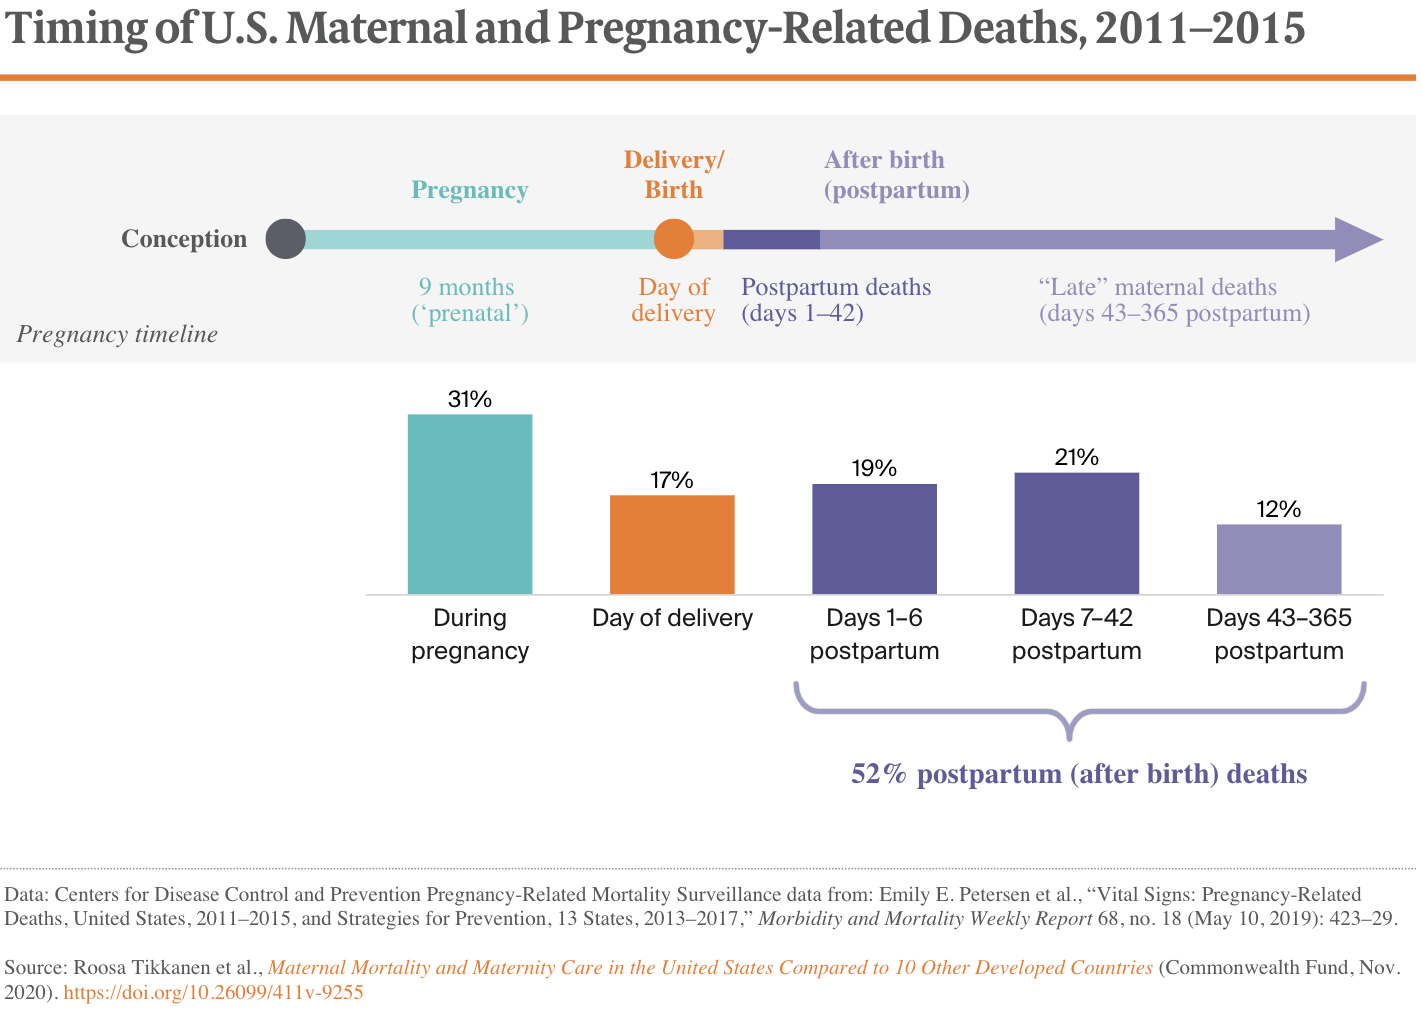 Timing of U.S. Maternal and Pregnancy-Related Deaths, 2011–2015
Delivery/
Birth
After birth
(postpartum)
Pregnancy
Conception
9 months
(‘prenatal’)
Day of
delivery
Postpartum deaths
(days 1–42)
“Late” maternal deaths
(days 43–365 postpartum)
Pregnancy timeline
31%
17%
19%
21%
12%
During
pregnancy
Day of delivery
Days 1–6
postpartum
Days 7–42
postpartum
Days 43–365
postpartum
52% postpartum (after birth) deaths
Data: Centers for Disease Control and Prevention Pregnancy-Related Mortality Surveillance data from: Emily E. Petersen et al., “Vital Signs: Pregnancy-Related
Deaths, United States, 2011–2015, and Strategies for Prevention, 13 States, 2013–2017,” Morbidity and Mortality Weekly Report 68, no. 18 (May 10, 2019): 423–29.
Source: Roosa Tikkanen et al., Maternal Mortality and Maternity Care in the United States Compared to 10 Other Developed Countries (Commonwealth Fund, Nov.
2020). https://doi.org/10.26099/411v-9255